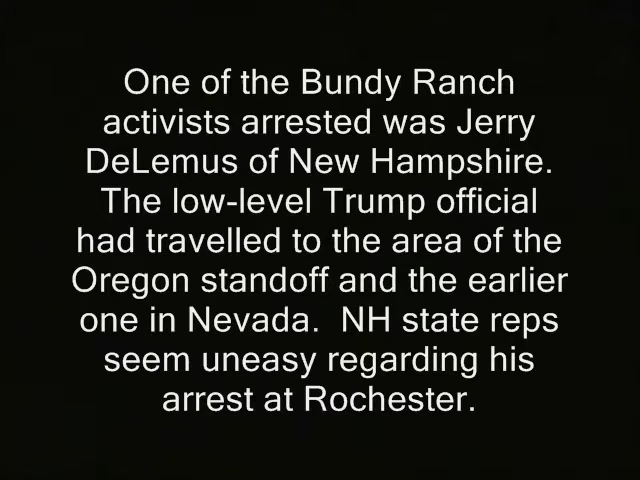 One of the Bundy Ranch
activists arrested was Jerry
DeLemus of New Hampshire.
The low-level Trump official
had travelled to the area of the
Oregon standoff and the earlier
one in Nevada.  NH state reps
seem uneasy regarding his
arrest at Rochester.